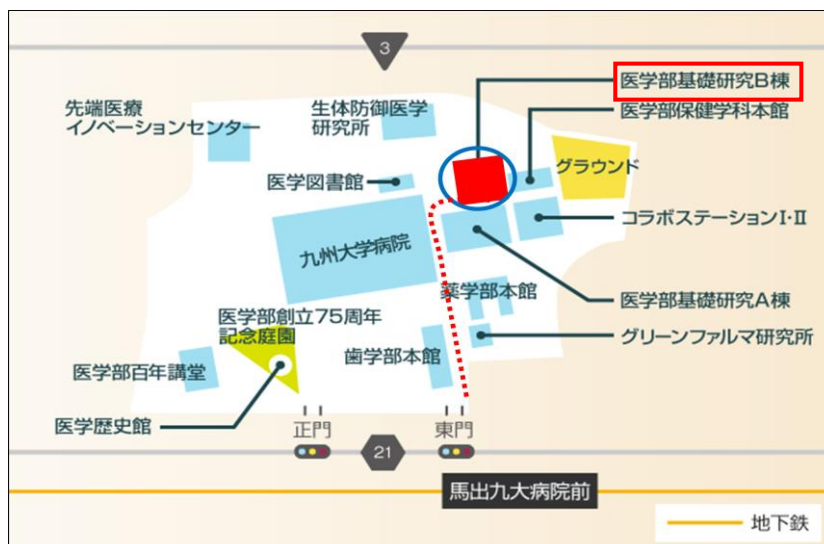 3
医学部基礎研究B棟
先端医療
イノベーションセンター
生体防御医学
研究所
医学部保健学科本館
グラウンド
医学図書館
コラボステーションⅠ・Ⅱ
九州大学病院
薬学部本館
医学部基礎研究A棟
医学部創立75周年
記念庭園
グリーンファルマ研究所
歯学部本館
医学部百年講堂
医学歴史館
正門
東門
21
馬出九大病院前
地下鉄